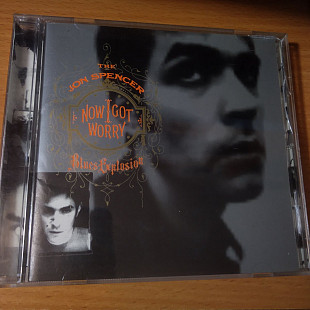 THE
JON SPENCER
NOW I GOT
WORRY
Blues Explosion